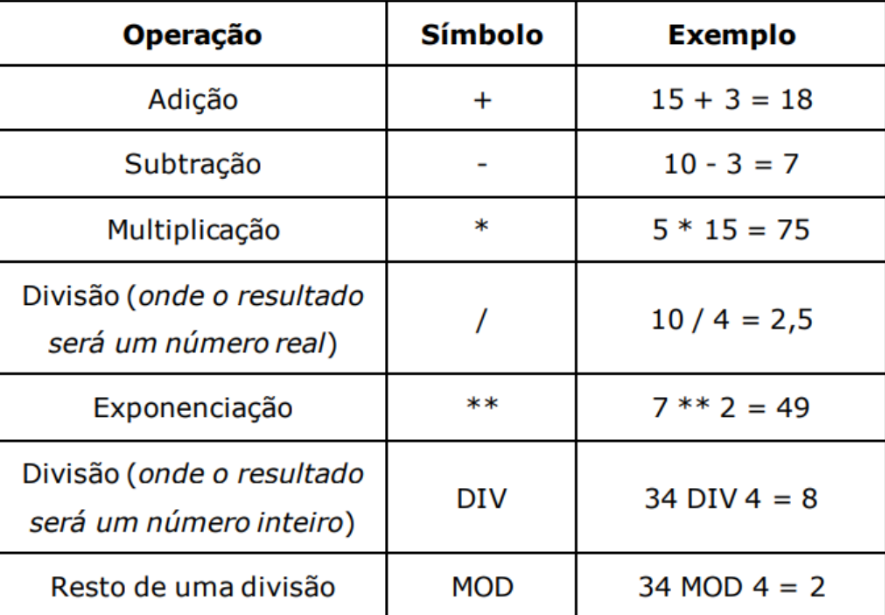 Operação Símbolo Exemplo
Adição + 15 + 3 = 18
Subtração - 10 - 3 = 7
Multiplicação * 5 * 15 = 75
Divisão (onde o resultado
será um número real) / 10 / 4 = 2,5
Exponenciação ** 7 ** 2 = 49
Divisão (onde o resultado
será um número inteiro) DIV 34 DIV 4 = 8
Resto de uma divisão MOD 34 MOD 4 = 2